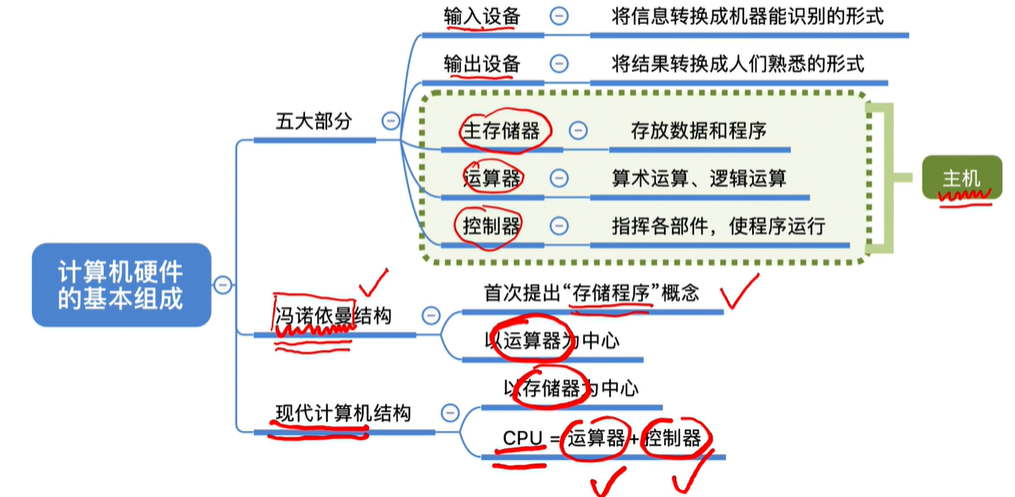 计算机硬件
的基本组成
五大部分
输入设备
将信息转换成机器能识别的形式
输出设备
将结果转换成人们熟悉的形式
主存储器
存放数据和程序
运算器
算术运算、逻辑运算
控制器
指挥各部件，使程序运行
主机
冯诺依曼结构
首次提出“存储程序”概念
以运算器为中心
现代计算机结构
以存储器为中心
CPU = 运算器+控制器